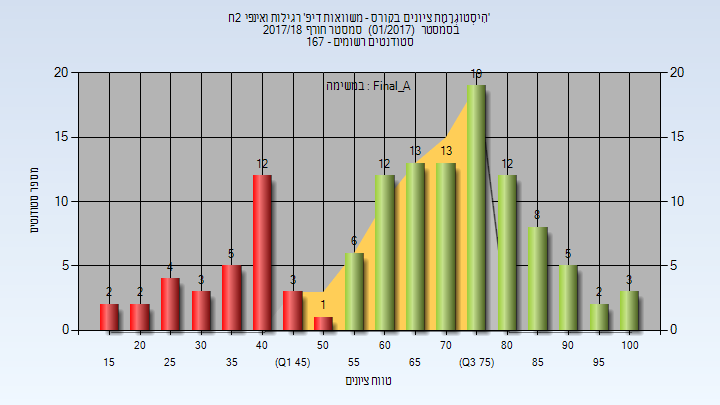 הִיסְטוֹגְרָמַת ציונים בקורס - משוואות דיפ' רגילות ואינפי 2ח'
בסמסטר (01/2017) סמסטר חורף 2017/18
סטודנטים רשומים - 167
במשימה : Final_A
20 20
15 15
10 10
5 5
0 0
2 2 4 3 5 12 3 1 6 12 13 13 19 12 8 5 2 3
מספר סטודנטים
20 30 40 50 60 70 80 90 100
15 25 35 (Q1 45) 55 65 (Q3 75) 85 95
טווח ציונים